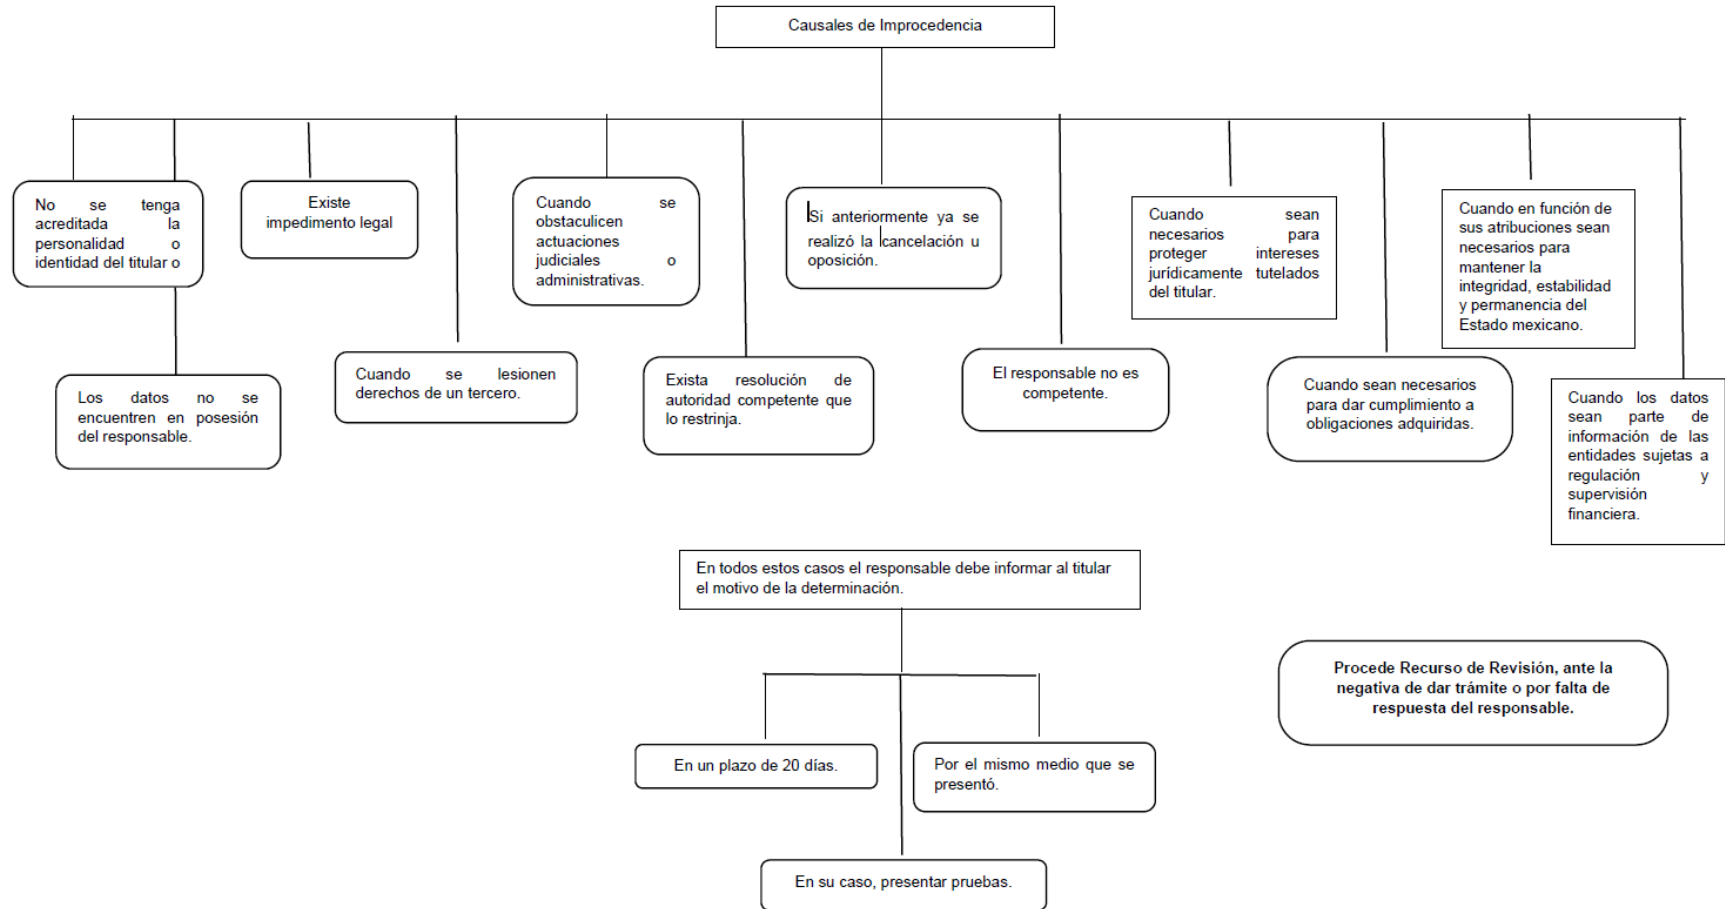 Causales de Improcedencia
No se tenga
acreditada la
personalidad o
identidad del titular o
Existe
impedimento legal
Cuando se
obstaculicen
actuaciones
judiciales o
administrativas.
Si anteriormente ya se
realizó la cancelación u
oposición.
Cuando sean
necesarios para
proteger intereses
jurídicamente tutelados
del titular.
Cuando en función de
sus atribuciones sean
necesarios para
mantener la
integridad, estabilidad
y permanencia del
Estado mexicano.
Los datos no se
encuentren en posesión
del responsable.
Cuando se lesionen
derechos de un tercero.
Exista resolución de
autoridad competente que
lo restrinja.
El responsable no es
competente.
Cuando sean necesarios
para dar cumplimiento a
obligaciones adquiridas.
Cuando los datos
sean parte de
información de las
entidades sujetas a
regulación y
supervisión
financiera.
En todos estos casos el responsable debe informar al titular
el motivo de la determinación.
Procede Recurso de Revisión, ante la
negativa de dar trámite o por falta de
respuesta del responsable.
En un plazo de 20 días.
Por el mismo medio que se
presentó.
En su caso, presentar pruebas.